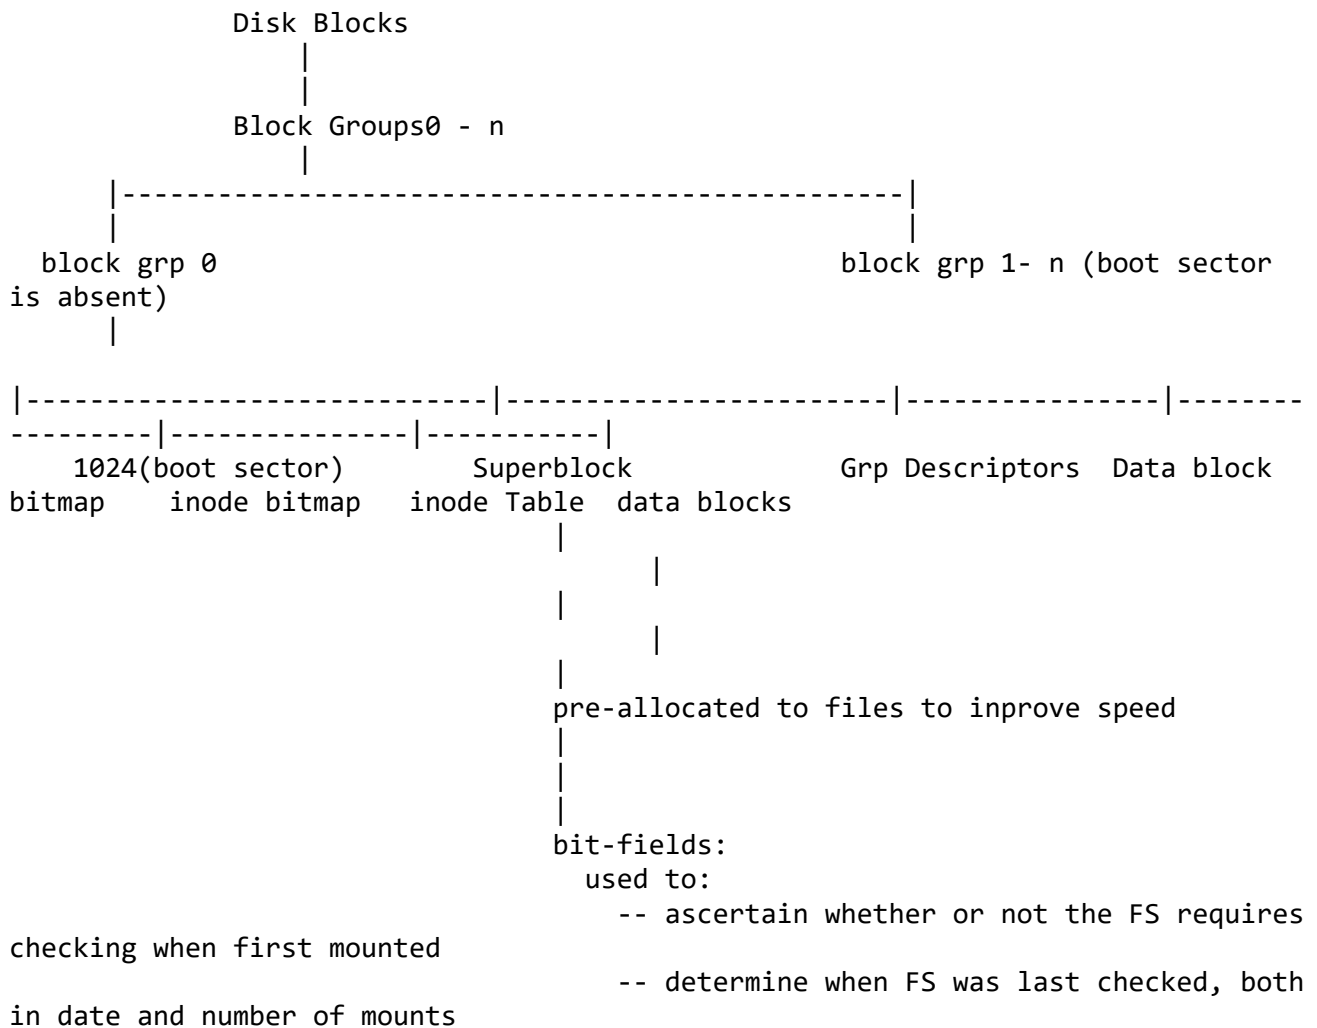 Disk Blocks
|
|
Block Groups0 - n
|
|-------------------------------------------------|
| |
block grp 0 block grp 1- n (boot sector
is absent)
|
|-----------------------------|------------------------|----------------|--------
---------|---------------|-----------|
1024(boot sector) Superblock Grp Descriptors Data block
bitmap inode bitmap inode Table data blocks
|
|
|
|
|
pre-allocated to files to inprove speed
|
|
|
bit-fields:
used to:
-- ascertain whether or not the FS requires
checking when first mounted
-- determine when FS was last checked, both
in date and number of mounts